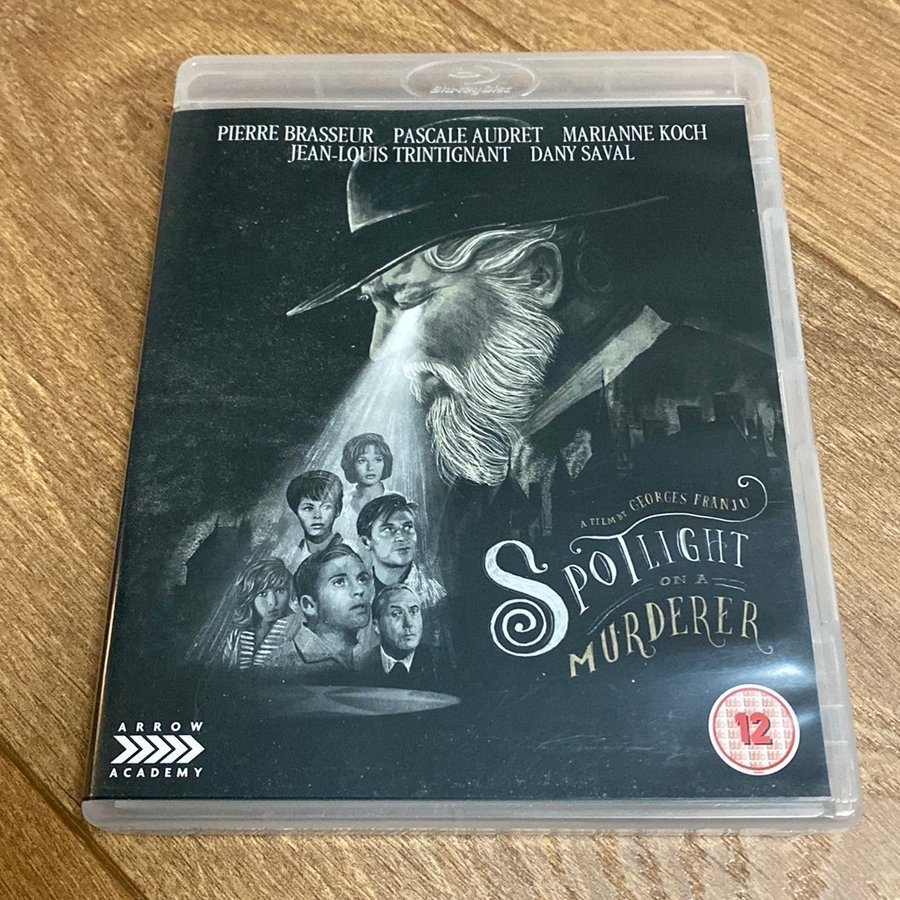 Blu-ray Disc
PIERRE BRASSEUR PASCALE AUDRET MARIANNE KOCH
JEAN-LOUIS TRINTIGNANT DANY SAVAL
A FILM BY GEORGES FRANJU
SPOTLIGHT
ON A
MURDERER
ARROW
ACADEMY
12